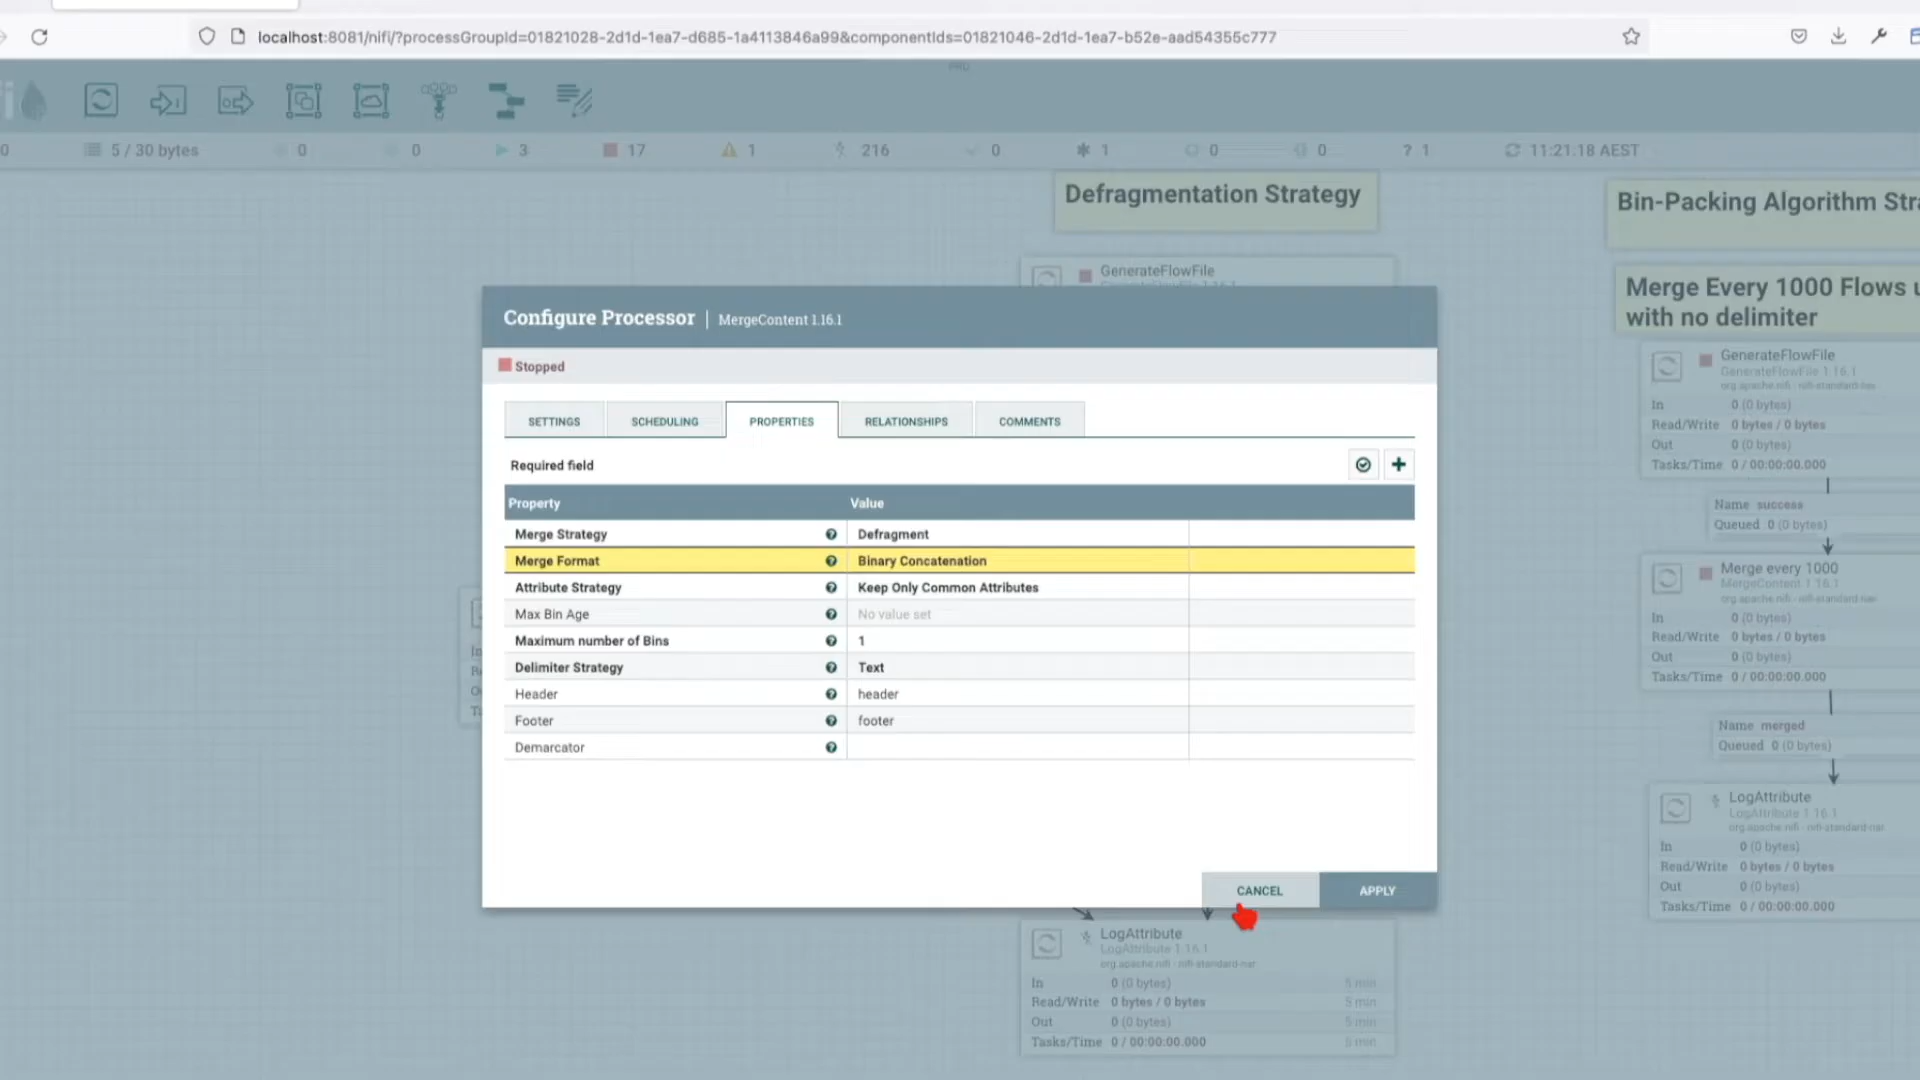 localhost:8081/nifi/?processGroupId=01821028-2d1d-1ea7-d685-1a4113846a99&componentIds=01821046-2d1d-1ea7-b52e-aad54355c777
0 5 / 30 bytes 0 0 3 17 1 216 0 1 0 0 ? 1 11:21:18 AEST
Defragmentation Strategy
Bin-Packing Algorithm Stra
GenerateFlowFile
Merge Every 1000 Flows u
with no delimiter
Configure Processor | MergeContent 1.16.1
Stopped
SETTINGS SCHEDULING PROPERTIES RELATIONSHIPS COMMENTS
Required field
Property Value
Merge Strategy Defragment
Merge Format Binary Concatenation
Attribute Strategy Keep Only Common Attributes
Max Bin Age No value set
Maximum number of Bins 1
Delimiter Strategy Text
Header header
Footer footer
Demarcator
CANCEL APPLY
GenerateFlowFile
GenerateFlowFile 1.16.1
In 0 (0 bytes)
Read/Write 0 bytes / 0 bytes
Out 0 (0 bytes)
Tasks/Time 0 / 00:00:00.000
Name success
Queued 0 (0 bytes)
Merge every 1000
MergeContent 1.16.1
org.apache.nifi - nifi-standard-nar
In 0 (0 bytes)
Read/Write 0 bytes / 0 bytes
Out 0 (0 bytes)
Tasks/Time 0 / 00:00:00.000
Name merged
Queued 0 (0 bytes)
LogAttribute
LogAttribute 1.16.1
org.apache.nifi - nifi-standard-nar
In 0 (0 bytes)
Read/Write 0 bytes / 0 bytes
Out 0 (0 bytes)
Tasks/Time 0 / 00:00:00.000
LogAttribute
LogAttribute 1.16.1
org.apache.nifi - nifi-standard-nar
In 0 (0 bytes) 5 min
Read/Write 0 bytes / 0 bytes 5 min
Out 0 (0 bytes) 5 min
Tasks/Time 0 / 00:00:00.000 5 min